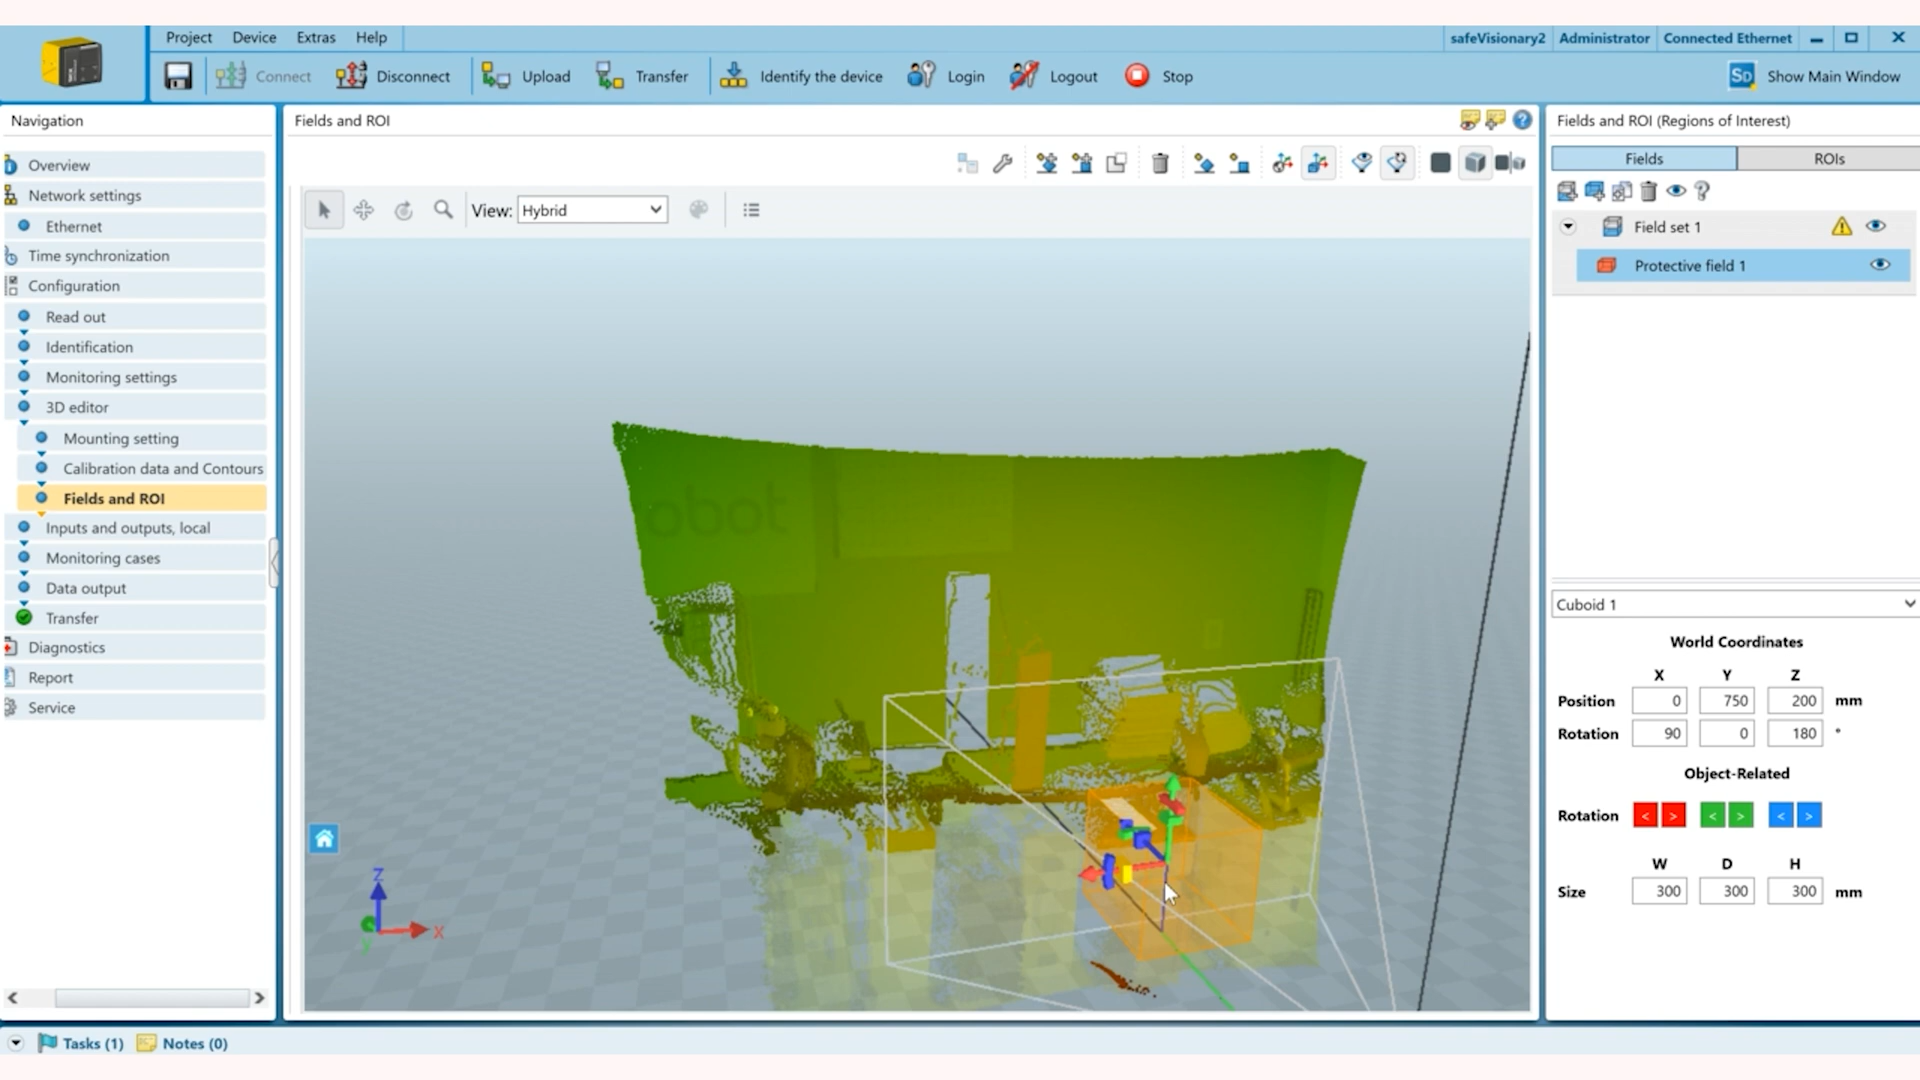 Project Device Extras Help safeVisionary2 Administrator Connected Ethernet
Connect Disconnect Upload Transfer Identify the device Login Logout Stop SD Show Main Window
Navigation
Overview
Network settings
Ethernet
Time synchronization
Configuration
Read out
Identification
Monitoring settings
3D editor
Mounting setting
Calibration data and Contours
Fields and ROI
Inputs and outputs, local
Monitoring cases
Data output
Transfer
Diagnostics
Report
Service
Fields and ROI
View: Hybrid
obot
Z
X
Y
Fields and ROI (Regions of Interest)
Fields ROIs
Field set 1
Protective field 1
Cuboid 1
World Coordinates
X Y Z
Position 0 750 200 mm
Rotation 90 0 180 °
Object-Related
Rotation < > < > < >
W D H
Size 300 300 300 mm
Tasks (1) Notes (0)